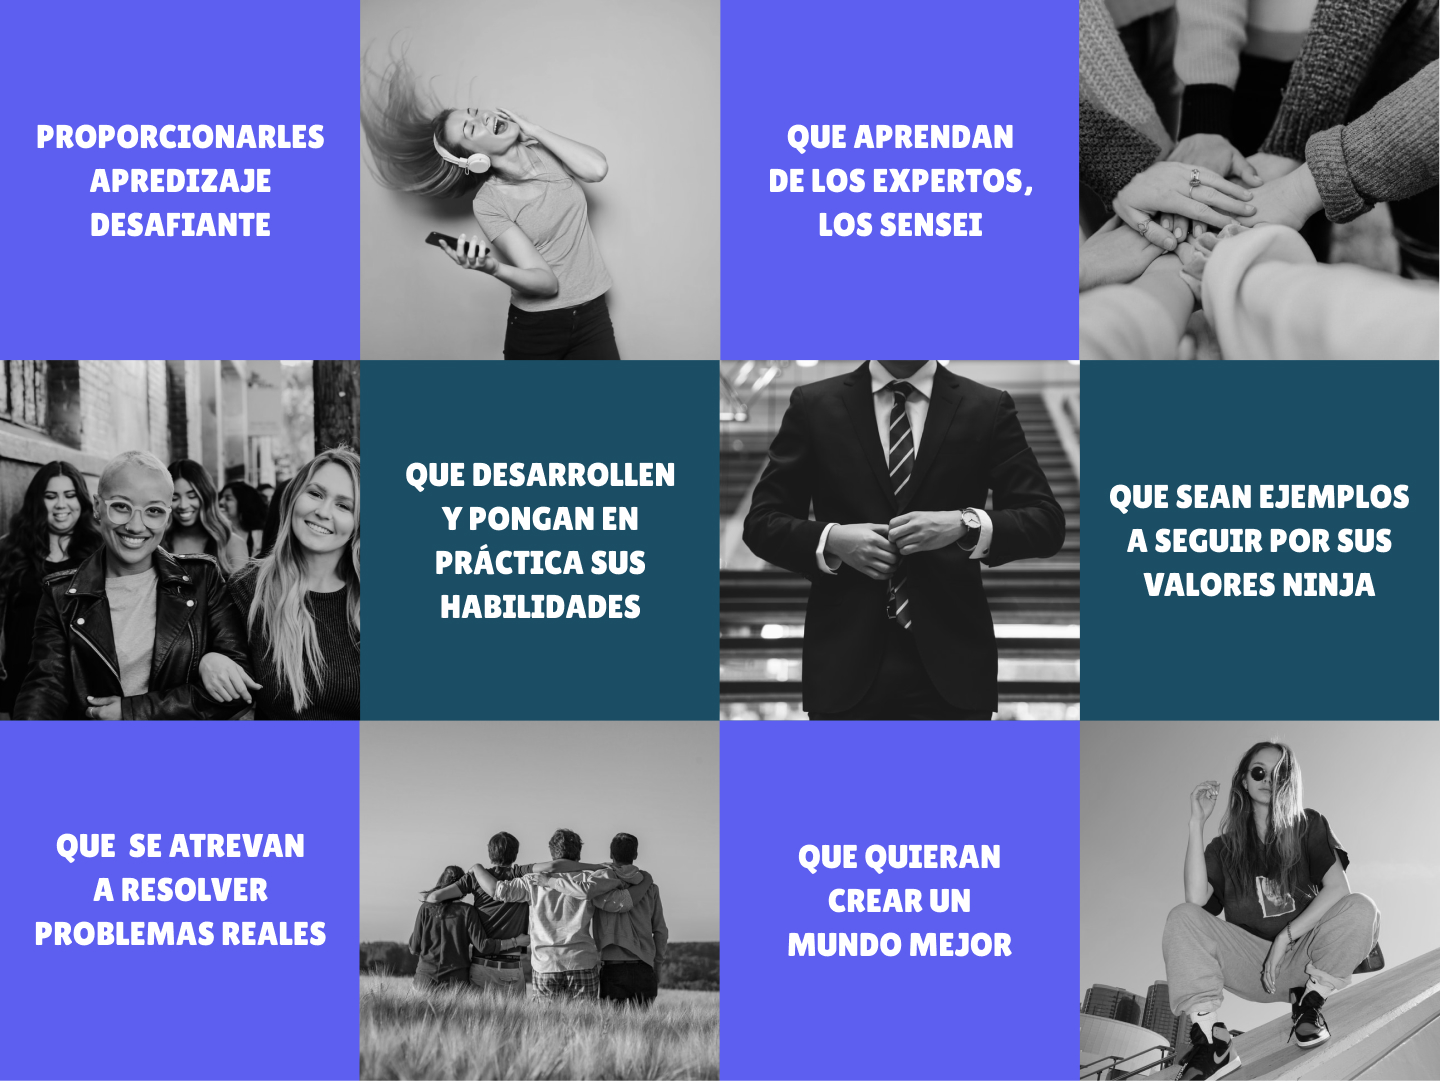 PROPORCIONARLES
APREDIZAJE
DESAFIANTE
QUE APRENDAN
DE LOS EXPERTOS,
LOS SENSEI
QUE DESARROLLEN
Y PONGAN EN
PRÁCTICA SUS
HABILIDADES
QUE SEAN EJEMPLOS
A SEGUIR POR SUS
VALORES NINJA
QUE  SE ATREVAN
A RESOLVER
PROBLEMAS REALES
QUE QUIERAN
CREAR UN
MUNDO MEJOR